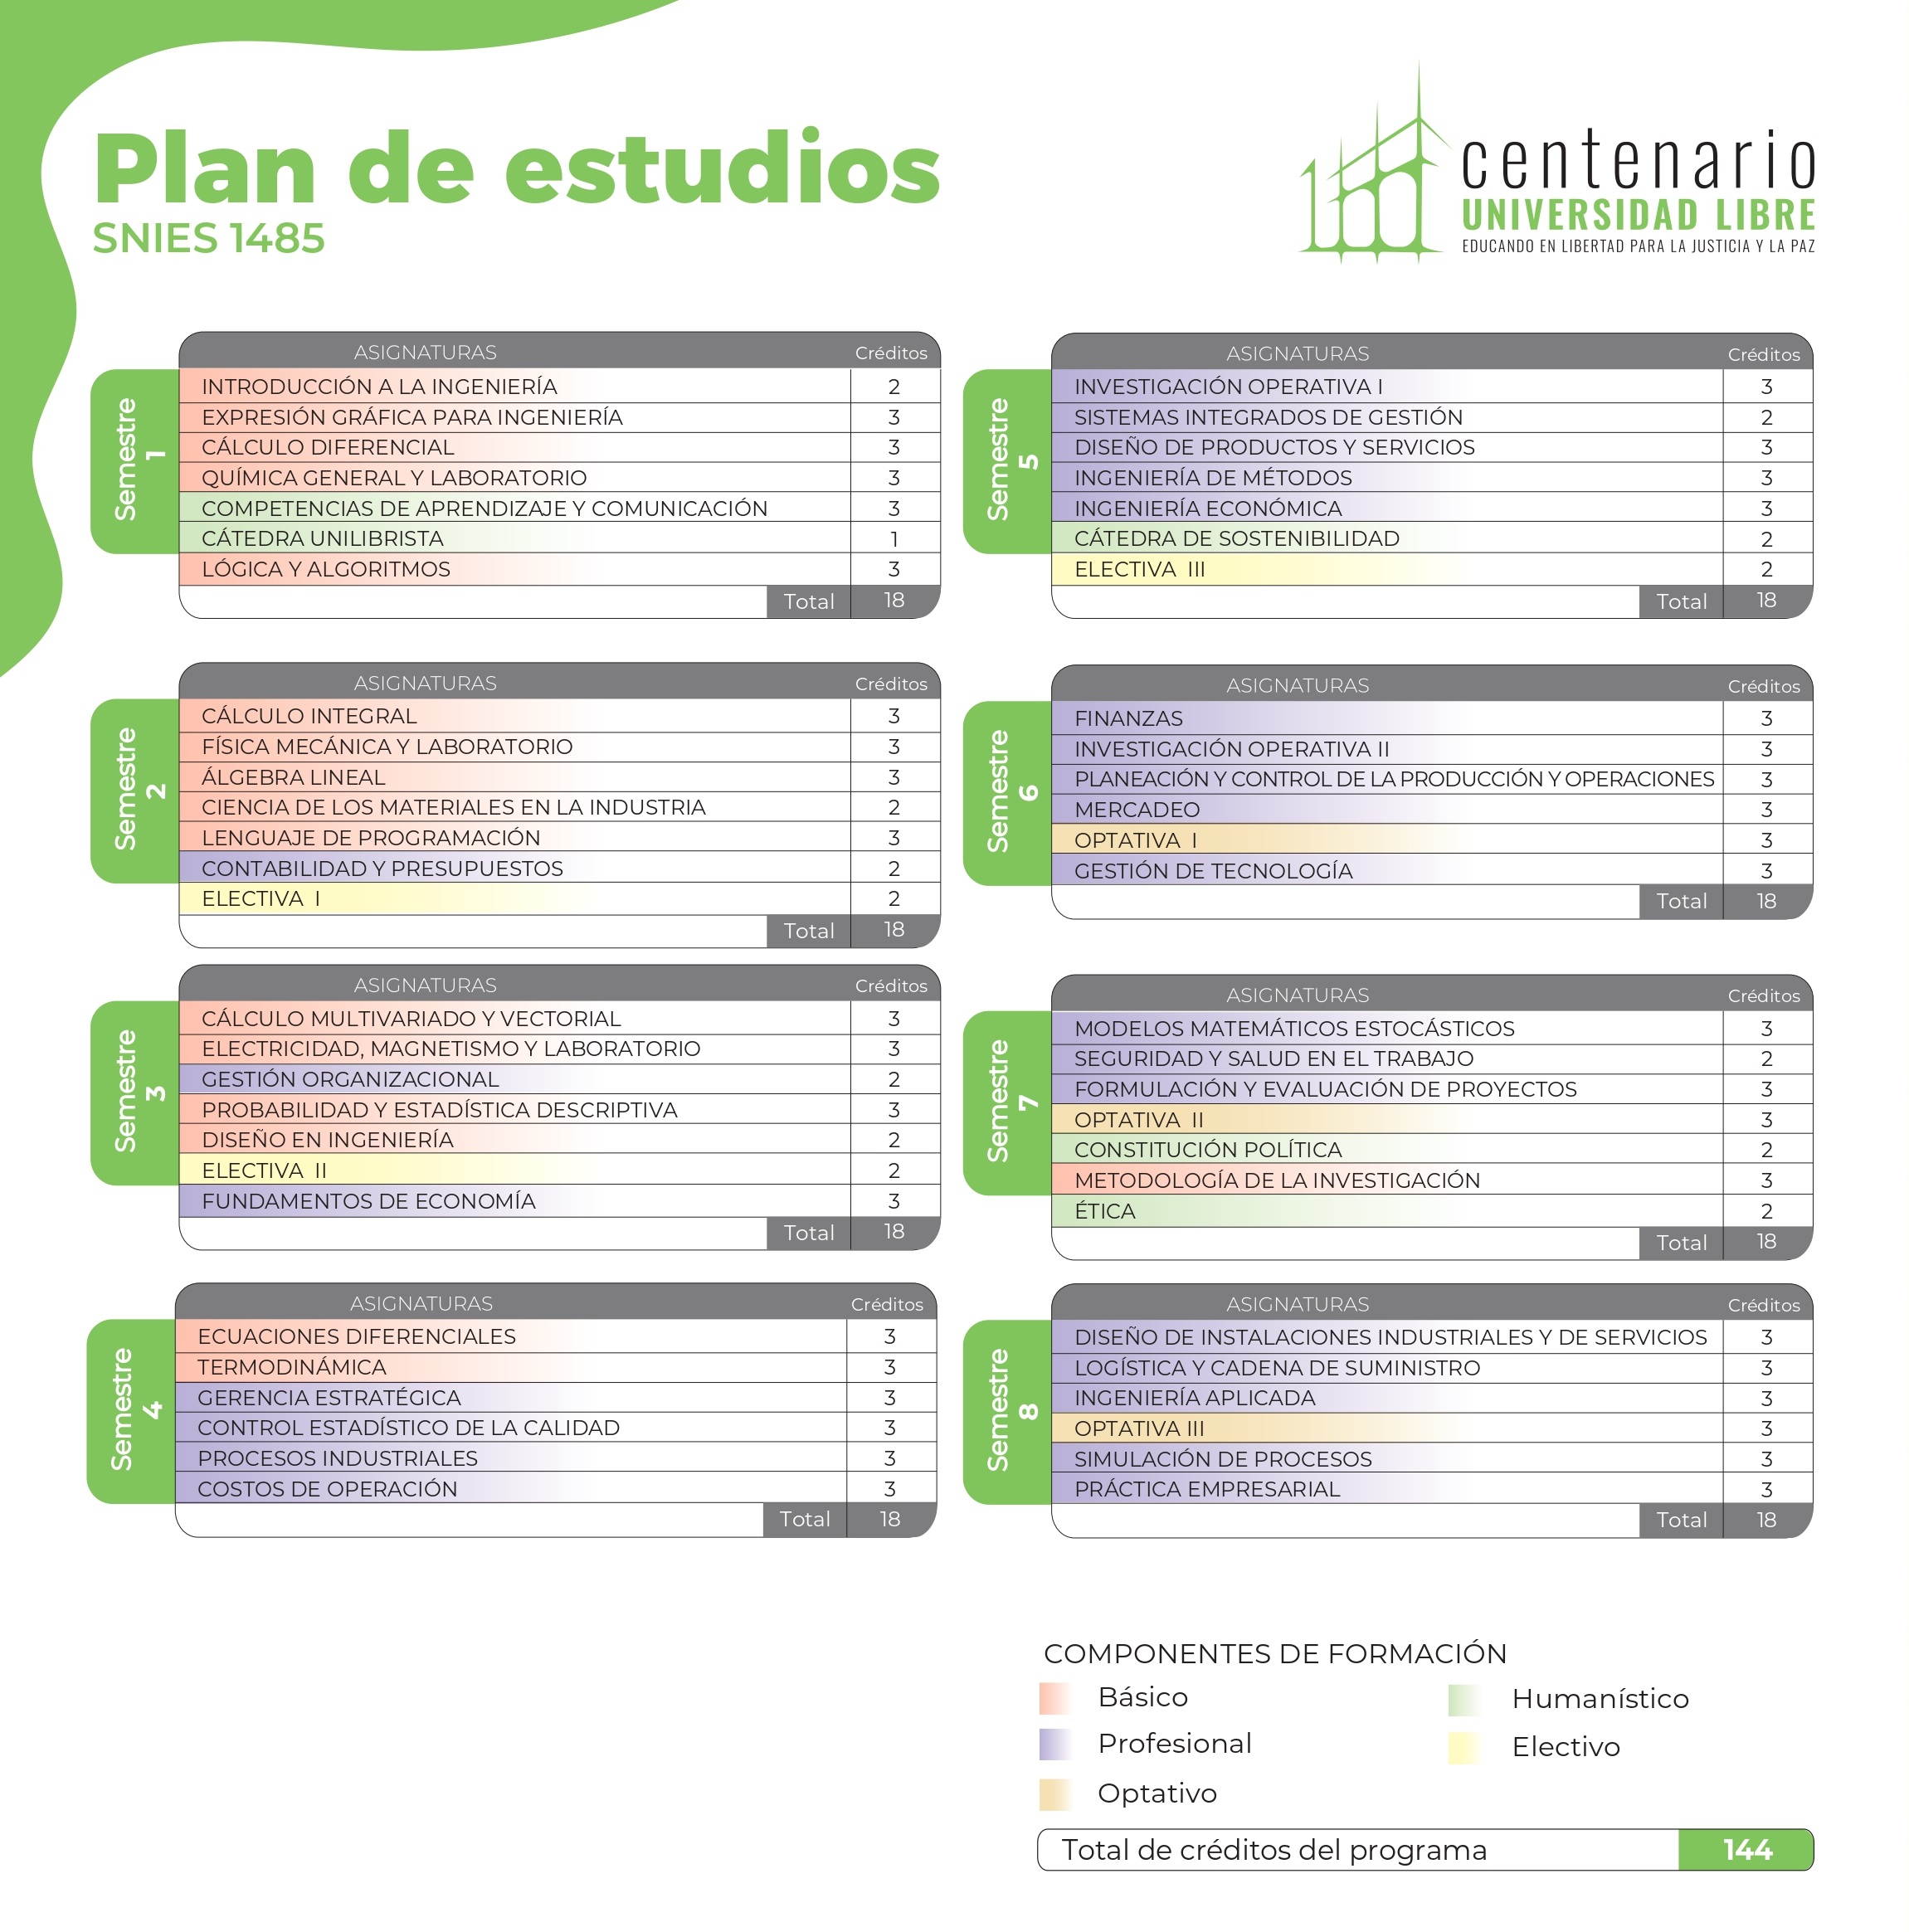 Plan de estudios
SNIES 1485
centenario
UNIVERSIDAD LIBRE
EDUCANDO EN LIBERTAD PARA LA JUSTICIA Y LA PAZ
Semestre 1
ASIGNATURAS Créditos
INTRODUCCIÓN A LA INGENIERÍA 2
EXPRESIÓN GRÁFICA PARA INGENIERÍA 3
CÁLCULO DIFERENCIAL 3
QUÍMICA GENERAL Y LABORATORIO 3
COMPETENCIAS DE APRENDIZAJE Y COMUNICACIÓN 3
CÁTEDRA UNILIBRISTA 1
LÓGICA Y ALGORITMOS 3
Total 18
Semestre 2
ASIGNATURAS Créditos
CÁLCULO INTEGRAL 3
FÍSICA MECÁNICA Y LABORATORIO 3
ÁLGEBRA LINEAL 3
CIENCIA DE LOS MATERIALES EN LA INDUSTRIA 2
LENGUAJE DE PROGRAMACIÓN 3
CONTABILIDAD Y PRESUPUESTOS 2
ELECTIVA I 2
Total 18
Semestre 3
ASIGNATURAS Créditos
CÁLCULO MULTIVARIADO Y VECTORIAL 3
ELECTRICIDAD, MAGNETISMO Y LABORATORIO 3
GESTIÓN ORGANIZACIONAL 2
PROBABILIDAD Y ESTADÍSTICA DESCRIPTIVA 3
DISEÑO EN INGENIERÍA 2
ELECTIVA II 2
FUNDAMENTOS DE ECONOMÍA 3
Total 18
Semestre 4
ASIGNATURAS Créditos
ECUACIONES DIFERENCIALES 3
TERMODINÁMICA 3
GERENCIA ESTRATÉGICA 3
CONTROL ESTADÍSTICO DE LA CALIDAD 3
PROCESOS INDUSTRIALES 3
COSTOS DE OPERACIÓN 3
Total 18
Semestre 5
ASIGNATURAS Créditos
INVESTIGACIÓN OPERATIVA I 3
SISTEMAS INTEGRADOS DE GESTIÓN 2
DISEÑO DE PRODUCTOS Y SERVICIOS 3
INGENIERÍA DE MÉTODOS 3
INGENIERÍA ECONÓMICA 3
CÁTEDRA DE SOSTENIBILIDAD 2
ELECTIVA III 2
Total 18
Semestre 6
ASIGNATURAS Créditos
FINANZAS 3
INVESTIGACIÓN OPERATIVA II 3
PLANEACIÓN Y CONTROL DE LA PRODUCCIÓN Y OPERACIONES 3
MERCADEO 3
OPTATIVA I 3
GESTIÓN DE TECNOLOGÍA 3
Total 18
Semestre 7
ASIGNATURAS Créditos
MODELOS MATEMÁTICOS ESTOCÁSTICOS 3
SEGURIDAD Y SALUD EN EL TRABAJO 2
FORMULACIÓN Y EVALUACIÓN DE PROYECTOS 3
OPTATIVA II 3
CONSTITUCIÓN POLÍTICA 2
METODOLOGÍA DE LA INVESTIGACIÓN 3
ÉTICA 2
Total 18
Semestre 8
ASIGNATURAS Créditos
DISEÑO DE INSTALACIONES INDUSTRIALES Y DE SERVICIOS 3
LOGÍSTICA Y CADENA DE SUMINISTRO 3
INGENIERÍA APLICADA 3
OPTATIVA III 3
SIMULACIÓN DE PROCESOS 3
PRÁCTICA EMPRESARIAL 3
Total 18
COMPONENTES DE FORMACIÓN
Básico
Profesional
Optativo
Humanístico
Electivo
Total de créditos del programa 144